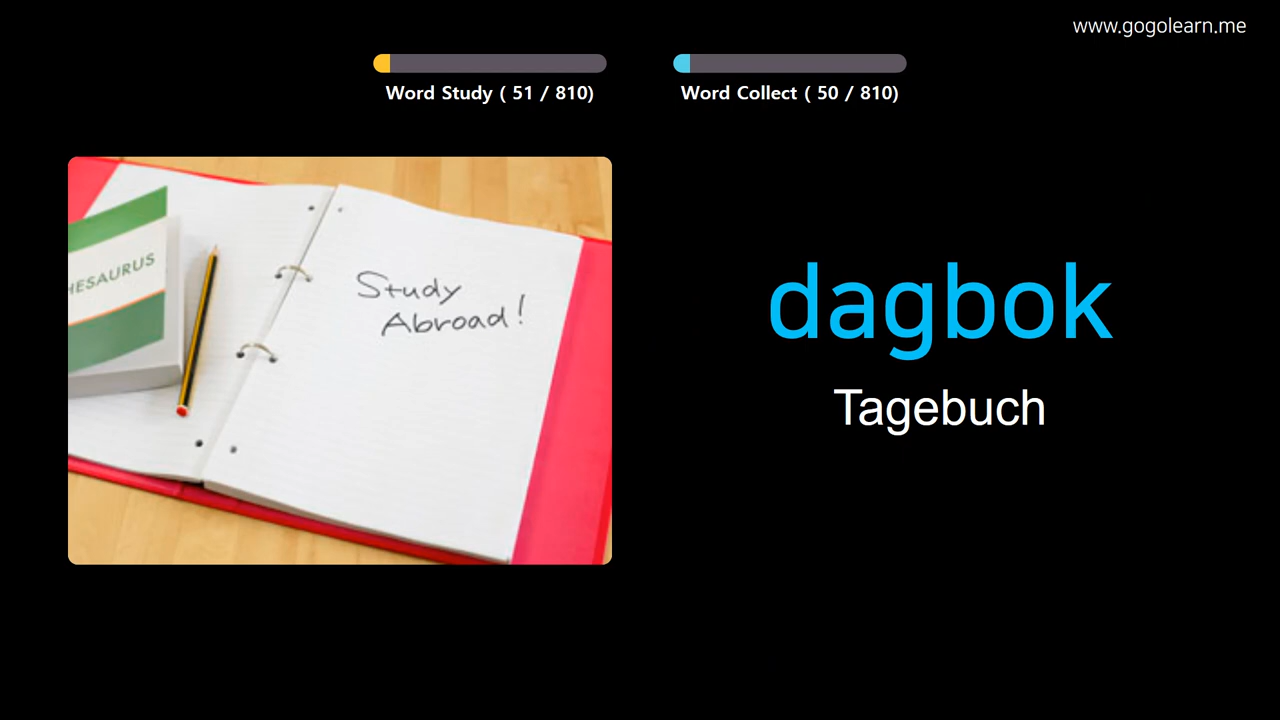 www.gogolearn.me
Word Study ( 51 / 810)
Word Collect ( 50 / 810)
HESAURUS
Study
Abroad!
dagbok
Tagebuch